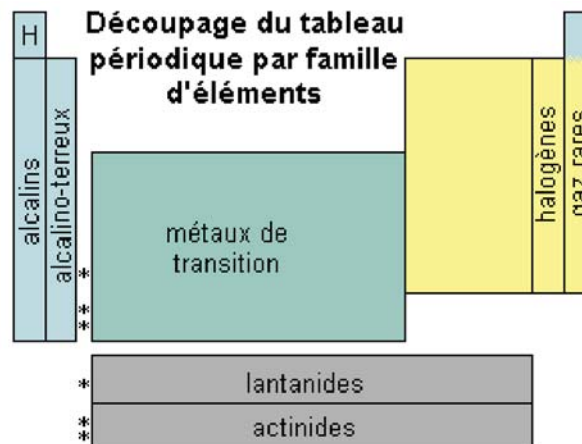 H
Découpage du tableau
périodique par famille
d'éléments
alcalins
alcalino-terreux
métaux de
transition
halogènes
gaz rares
*
*
*
* lantanides
*
* actinides